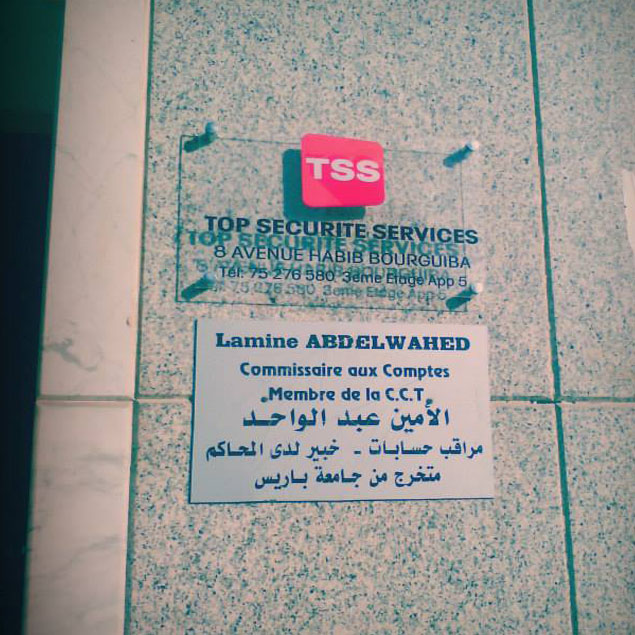 TSS
TOP SECURITE SERVICES
8 AVENUE HABIB BOURGUIBA
Tél: 75 276 580 3ème Etage App 5
Lamine ABDELWAHED
Commissaire aux Comptes
Membre de la C.C.T.
الأمين عبد الواحد
مراقب حسابات - خبير لدى المحاكم
متخرج من جامعة باريس